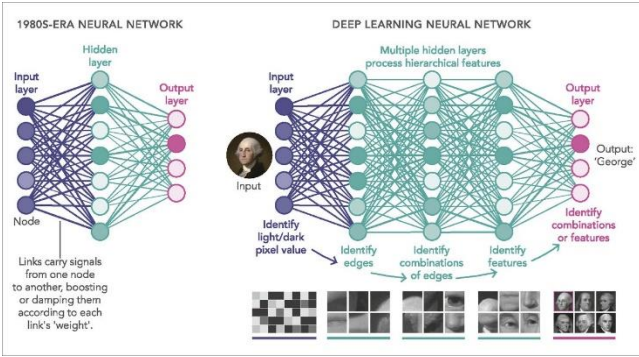 1980S-ERA NEURAL NETWORK
Hidden
layer
Input
layer
Output
layer
Node
Links carry signals
from one node
to another, boosting
or damping them
according to each
link's 'weight'.
DEEP LEARNING NEURAL NETWORK
Multiple hidden layers
process hierarchical features
Input
layer
Output
layer
Input
Output:
'George'
Identify
light/dark
pixel value
Identify
edges
Identify
combinations
of edges
Identify
features
Identify
combinations
or features